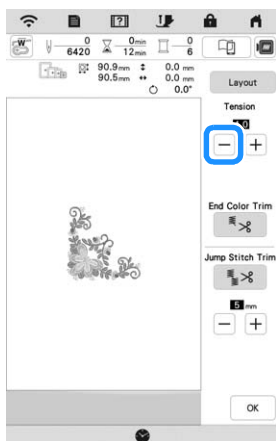 W 0 0min 0
6420 12min 6
90.9mm 0.0 mm
90.5mm 0.0 mm
0.0°
Layout
Tension
− +
End Color Trim
Jump Stitch Trim
5 mm
− +
OK